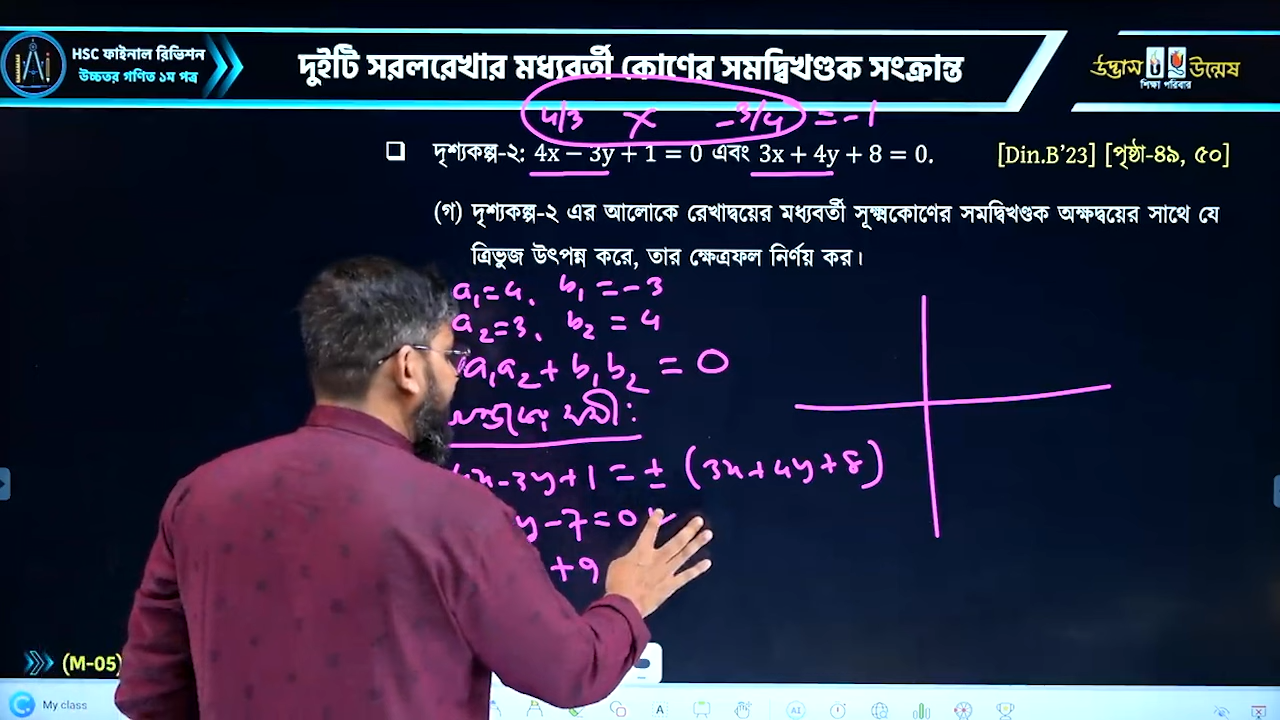 HSC ফাইনাল রিভিশন
উচ্চতর গণিত ১ম পত্র
দুইটি সরলরেখার মধ্যবর্তী কোণের সমদ্বিখণ্ডক সংক্রান্ত
উদ্ভাস উন্মেষ
শিক্ষা পরিবার
4/3 × -3/4 = -1
দৃশ্যকল্প-২: 4x − 3y + 1 = 0 এবং 3x + 4y + 8 = 0. [Din.B'23] [পৃষ্ঠা-৪৯, ৫০]
(গ) দৃশ্যকল্প-২ এর আলোকে রেখাদ্বয়ের মধ্যবর্তী সূক্ষ্মকোণের সমদ্বিখণ্ডক অক্ষদ্বয়ের সাথে যে
ত্রিভুজ উৎপন্ন করে, তার ক্ষেত্রফল নির্ণয় কর।
a₁=4, b₁=-3
a₂=3, b₂=4
a₁a₂+b₁b₂=0
-3y+1=±(3x+4y+8)
y-7=0
+9
(M-05)
My class